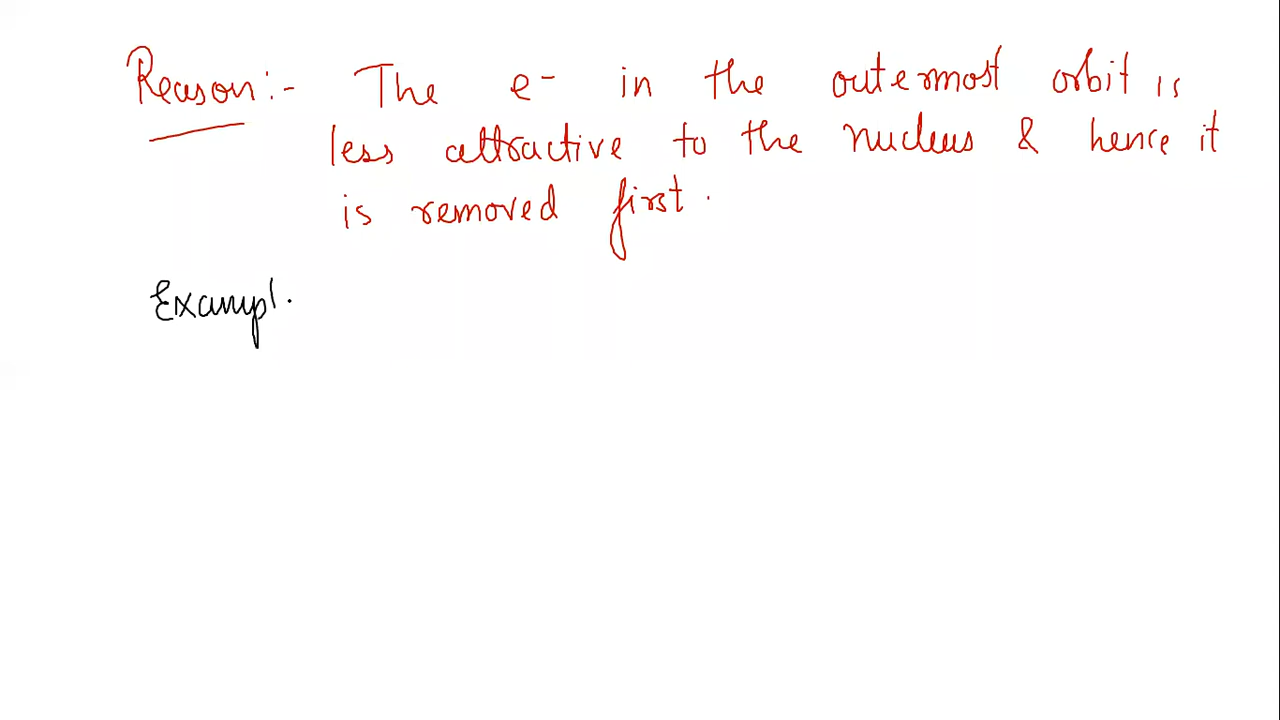 Reason:- The e- in the outermost orbit is
less attractive to the nucleus & hence it
is removed first.
Exampl.